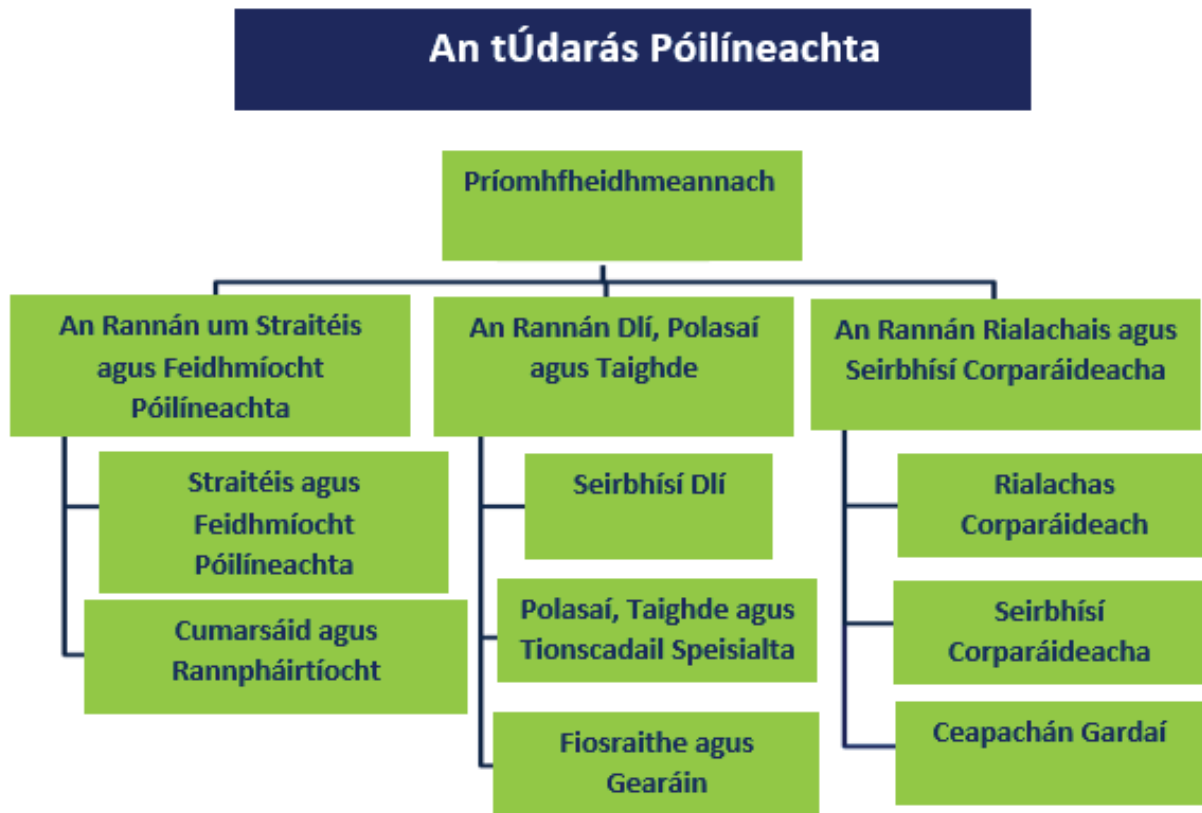 An tÚdarás Póilíneachta
Príomhfheidhmeannach
An Rannán um Straitéis
agus Feidhmíocht
Póilíneachta
Straitéis agus
Feidhmíocht
Póilíneachta
Cumarsáid agus
Rannpháirtíocht
An Rannán Dlí, Polasaí
agus Taighde
Seirbhísí Dlí
Polasaí, Taighde agus
Tionscadail Speisialta
Fiosraithe agus
Gearáin
An Rannán Rialachais agus
Seirbhísí Corparáideacha
Rialachas
Corparáideach
Seirbhísí
Corparáideacha
Ceapachán Gardaí